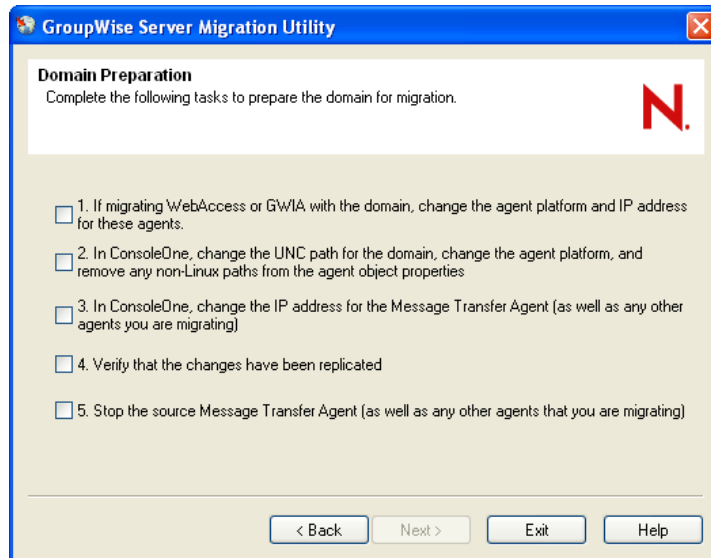 GroupWise Server Migration Utility
Domain Preparation
Complete the following tasks to prepare the domain for migration.
N.
1. If migrating WebAccess or GWIA with the domain, change the agent platform and IP address
for these agents.
2. In ConsoleOne, change the UNC path for the domain, change the agent platform, and
remove any non-Linux paths from the agent object properties
3. In ConsoleOne, change the IP address for the Message Transfer Agent (as well as any other
agents you are migrating)
4. Verify that the changes have been replicated
5. Stop the source Message Transfer Agent (as well as any other agents that you are migrating)
< Back
Next >
Exit
Help